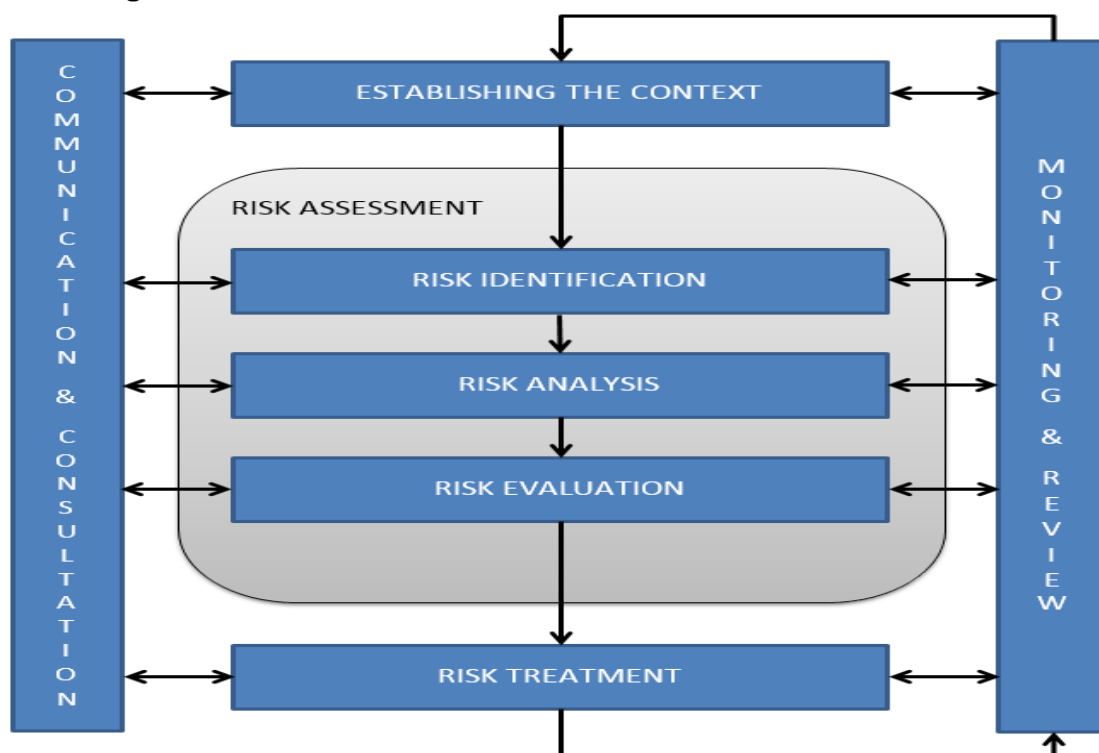 COMMUNICATION & CONSULTATION
ESTABLISHING THE CONTEXT
RISK ASSESSMENT
RISK IDENTIFICATION
RISK ANALYSIS
RISK EVALUATION
RISK TREATMENT
MONITORING & REVIEW